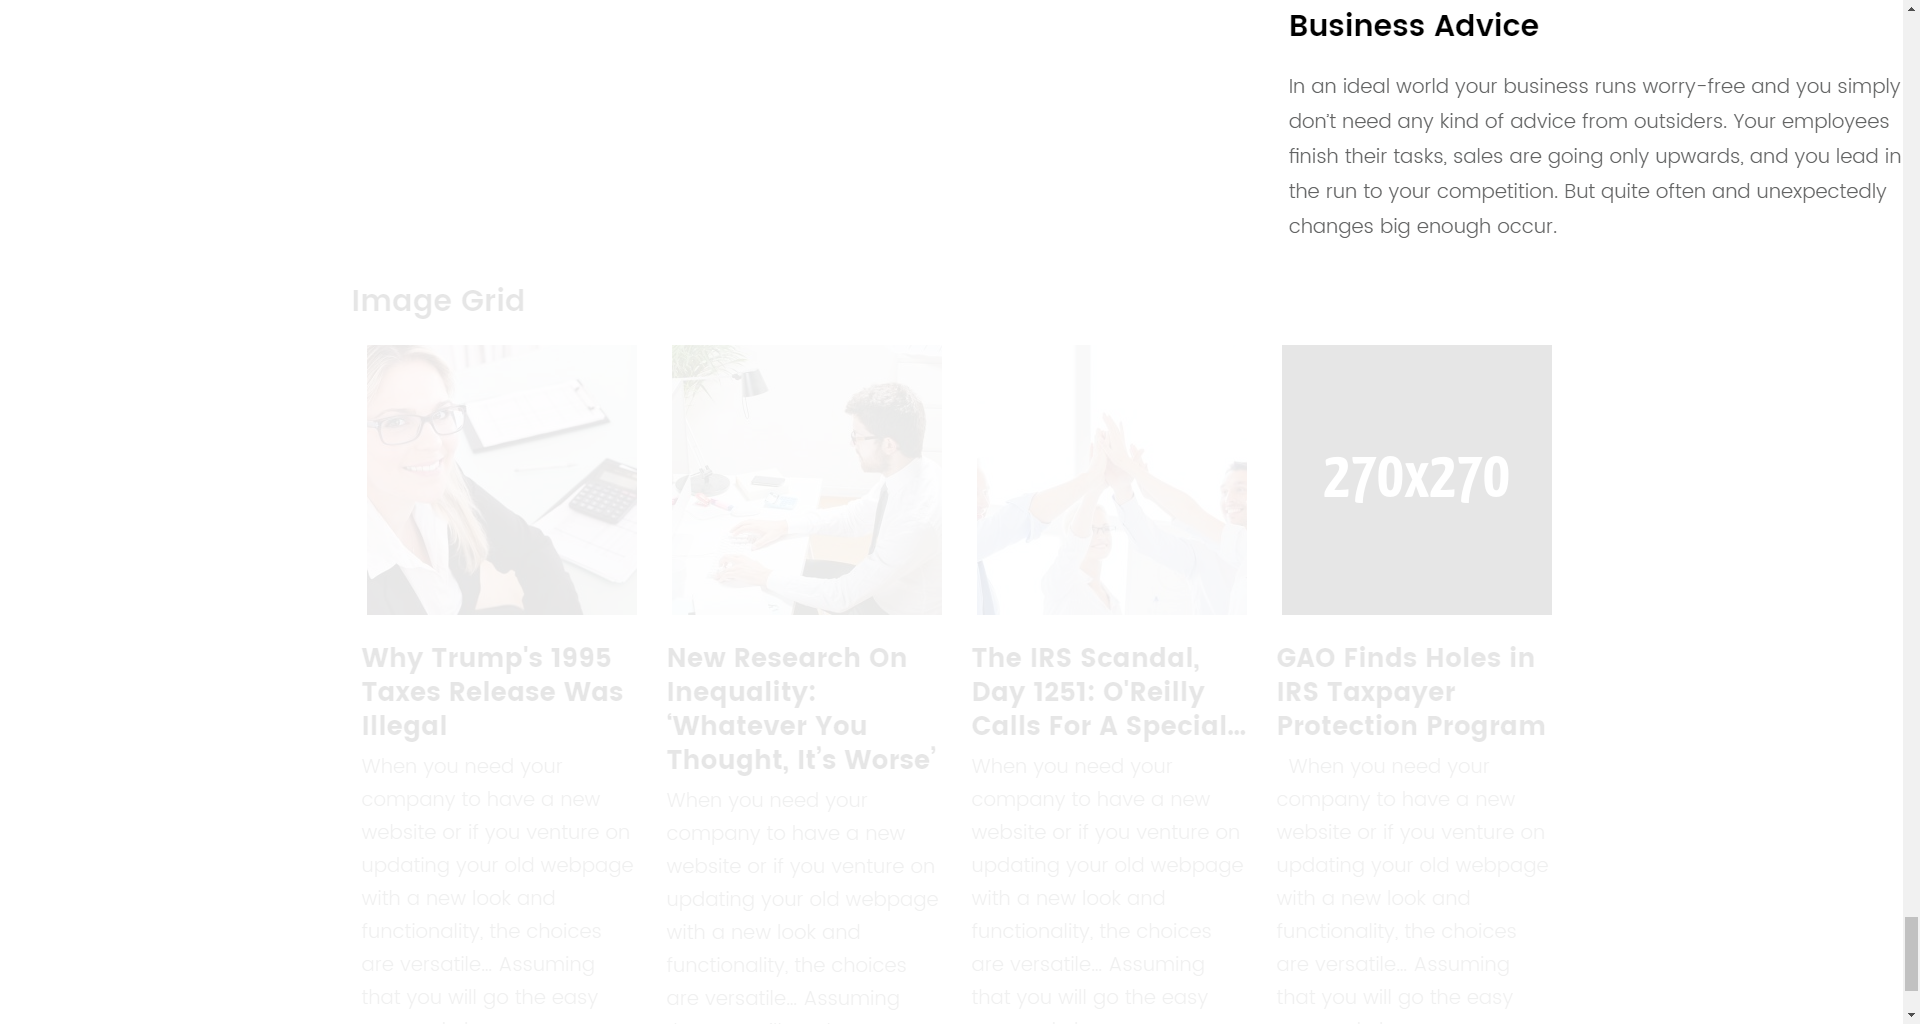 Business Advice
In an ideal world your business runs worry-free and you simply
don’t need any kind of advice from outsiders. Your employees
finish their tasks, sales are going only upwards, and you lead in
the run to your competition. But quite often and unexpectedly
changes big enough occur.
Image Grid
270x270
Why Trump's 1995
Taxes Release Was
Illegal
When you need your
company to have a new
website or if you venture on
updating your old webpage
with a new look and
functionality, the choices
are versatile… Assuming
that you will go the easy
New Research On
Inequality:
‘Whatever You
Thought, It’s Worse’
When you need your
company to have a new
website or if you venture on
updating your old webpage
with a new look and
functionality, the choices
are versatile… Assuming
The IRS Scandal,
Day 1251: O'Reilly
Calls For A Special…
When you need your
company to have a new
website or if you venture on
updating your old webpage
with a new look and
functionality, the choices
are versatile… Assuming
that you will go the easy
GAO Finds Holes in
IRS Taxpayer
Protection Program
When you need your
company to have a new
website or if you venture on
updating your old webpage
with a new look and
functionality, the choices
are versatile… Assuming
that you will go the easy